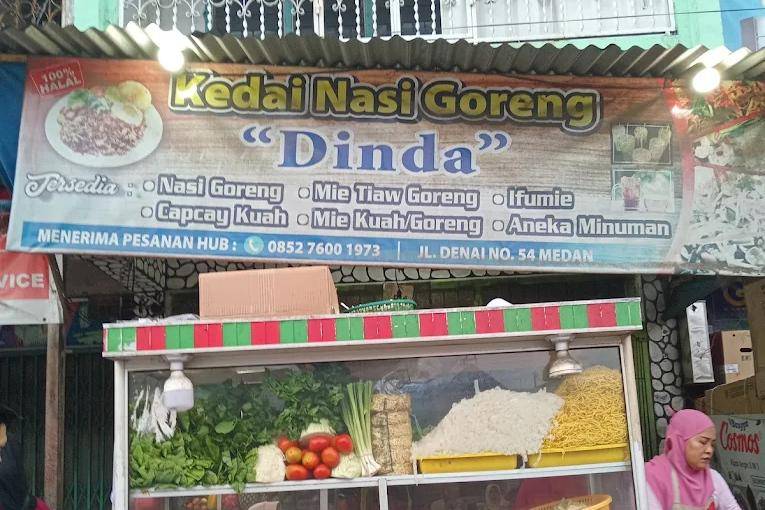 100%
HALAL
Kedai Nasi Goreng
"Dinda"
Tersedia :
• Nasi Goreng • Mie Tiaw Goreng • Ifumie
• Capcay Kuah • Mie Kuah/Goreng • Aneka Minuman
MENERIMA PESANAN HUB : 0852 7600 1973 | JL. DENAI NO. 54 MEDAN
VICE
Cosmos